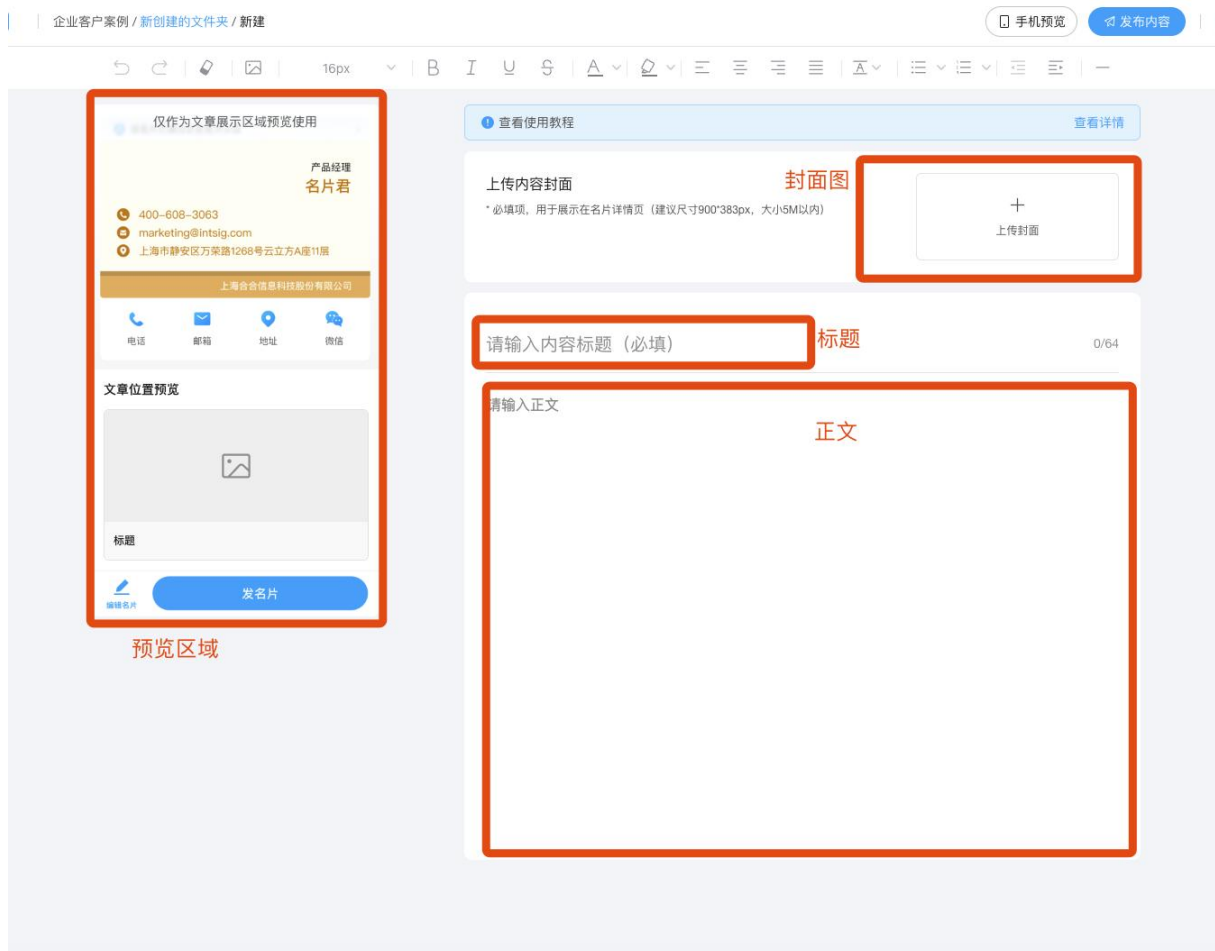 企业客户案例 / 新创建的文件夹 / 新建
手机预览
发布内容
16px
仅作为文章展示区域预览使用
产品经理
名片君
400-608-3063
marketing@intsig.com
上海市静安区万荣路1268号云立方A座11层
上海合合信息科技股份有限公司
电话 邮箱 地址 微信
文章位置预览
标题
编辑名片
发名片
预览区域
查看使用教程
查看详情
上传内容封面
* 必填项，用于展示在名片详情页（建议尺寸900*383px，大小5M以内）
封面图
上传封面
请输入内容标题（必填）
标题
0/64
请输入正文
正文